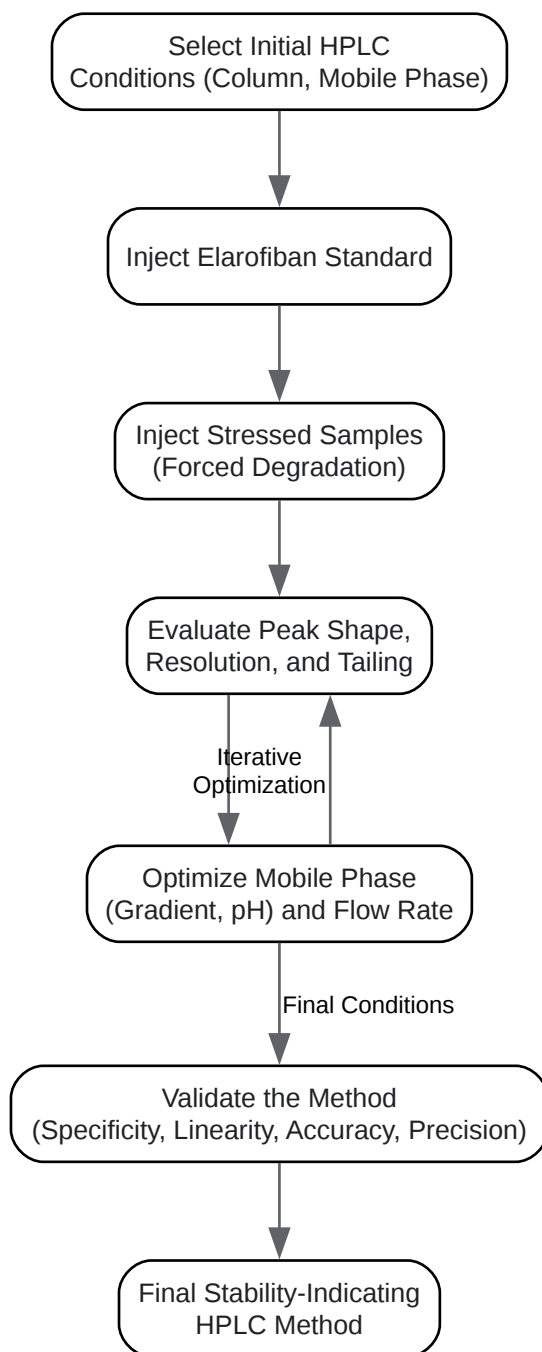 Select Initial HPLC
Conditions (Column, Mobile Phase)
Inject Elarofiban Standard
Inject Stressed Samples
(Forced Degradation)
Evaluate Peak Shape,
Resolution, and Tailing
Iterative
Optimization
Optimize Mobile Phase
(Gradient, pH) and Flow Rate
Final Conditions
Validate the Method
(Specificity, Linearity, Accuracy, Precision)
Final Stability-Indicating
HPLC Method